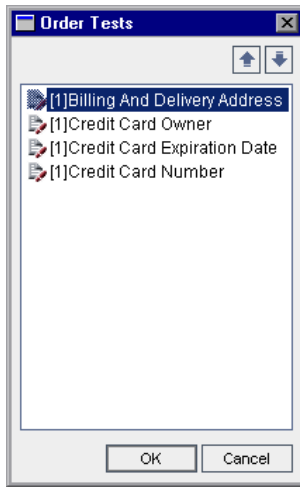 Order Tests
[1]Billing And Delivery Address
[1]Credit Card Owner
[1]Credit Card Expiration Date
[1]Credit Card Number
OK Cancel